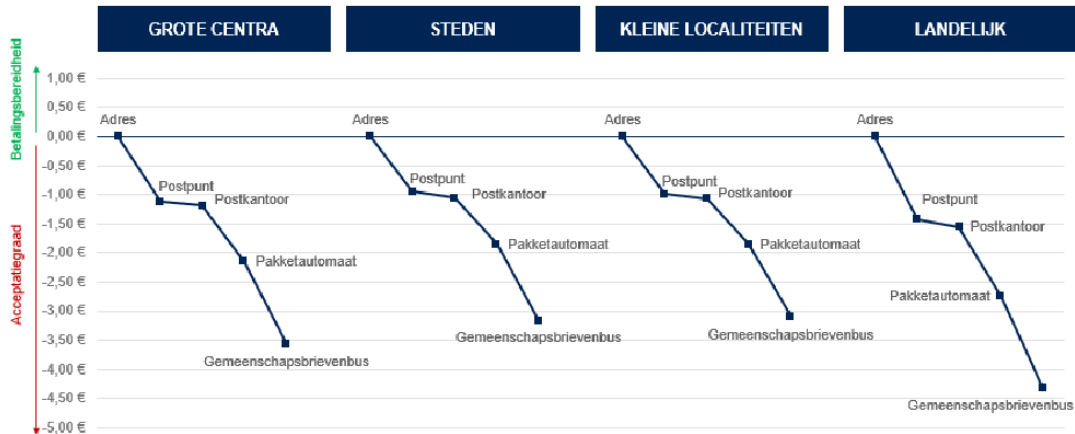 GROTE CENTRA
STEDEN
KLEINE LOCALITEITEN
LANDELIJK
Betalingsbereidheid
Acceptatiegraad
1,00 €
0,50 €
0,00 €
-0,50 €
-1,00 €
-1,50 €
-2,00 €
-2,50 €
-3,00 €
-3,50 €
-4,00 €
-4,50 €
-5,00 €
Adres
Postpunt
Postkantoor
Pakketautomaat
Gemeenschapsbrievenbus
Adres
Postpunt
Postkantoor
Pakketautomaat
Gemeenschapsbrievenbus
Adres
Postpunt
Postkantoor
Pakketautomaat
Gemeenschapsbrievenbus
Adres
Postpunt
Postkantoor
Pakketautomaat
Gemeenschapsbrievenbus